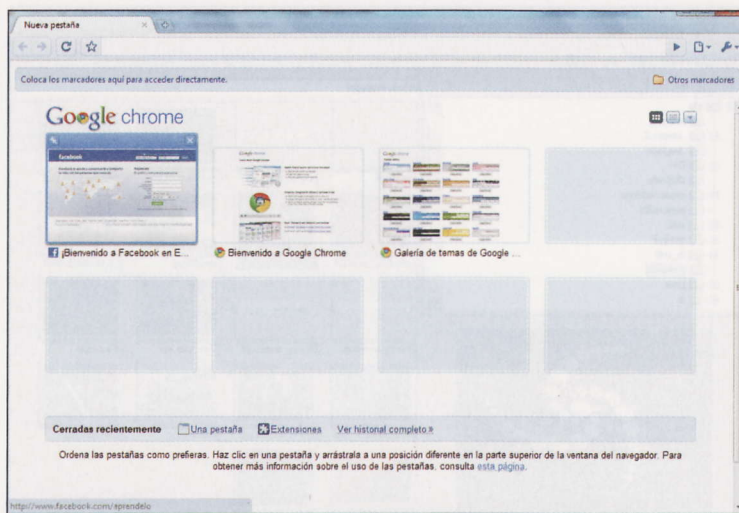 Nueva pestaña
Coloca los marcadores aquí para acceder directamente.
Otros marcadores
Google chrome
facebook
¡Bienvenido a Facebook en E...
Bienvenido a Google Chrome
Galería de temas de Google ...
Cerradas recientemente Una pestaña Extensiones Ver historial completo »
Ordena las pestañas como prefieras. Haz clic en una pestaña y arrástrala a una posición diferente en la parte superior de la ventana del navegador. Para
obtener más información sobre el uso de las pestañas, consulta esta página.
http://www.facebook.com/aprendelo